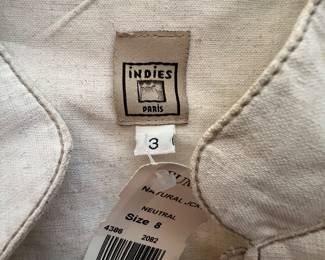 INDIES
PARIS
3
NATURAL JCK
NEUTRAL
Size 8
4386 2082